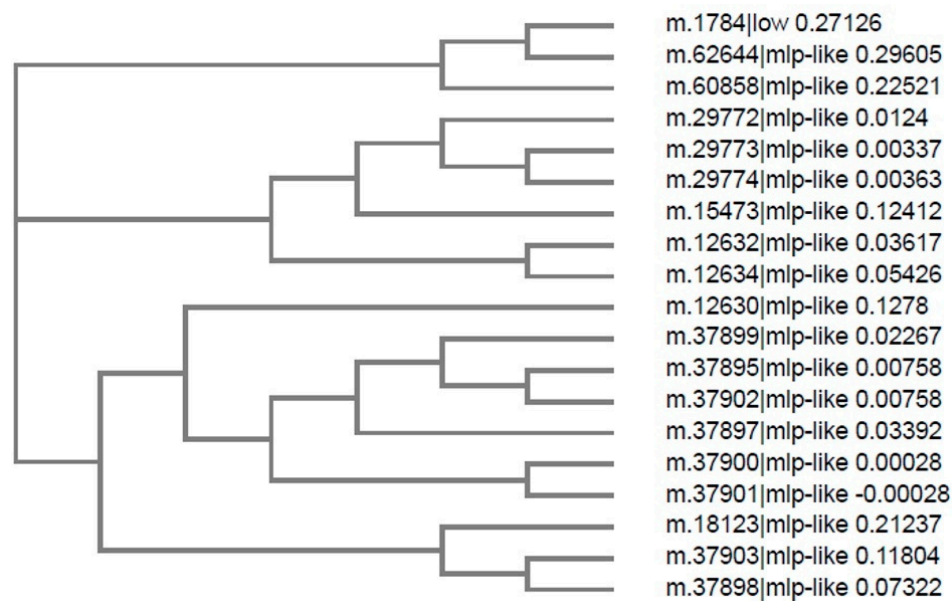 m.1784|low 0.27126
m.62644|mlp-like 0.29605
m.60858|mlp-like 0.22521
m.29772|mlp-like 0.0124
m.29773|mlp-like 0.00337
m.29774|mlp-like 0.00363
m.15473|mlp-like 0.12412
m.12632|mlp-like 0.03617
m.12634|mlp-like 0.05426
m.12630|mlp-like 0.1278
m.37899|mlp-like 0.02267
m.37895|mlp-like 0.00758
m.37902|mlp-like 0.00758
m.37897|mlp-like 0.03392
m.37900|mlp-like 0.00028
m.37901|mlp-like -0.00028
m.18123|mlp-like 0.21237
m.37903|mlp-like 0.11804
m.37898|mlp-like 0.07322